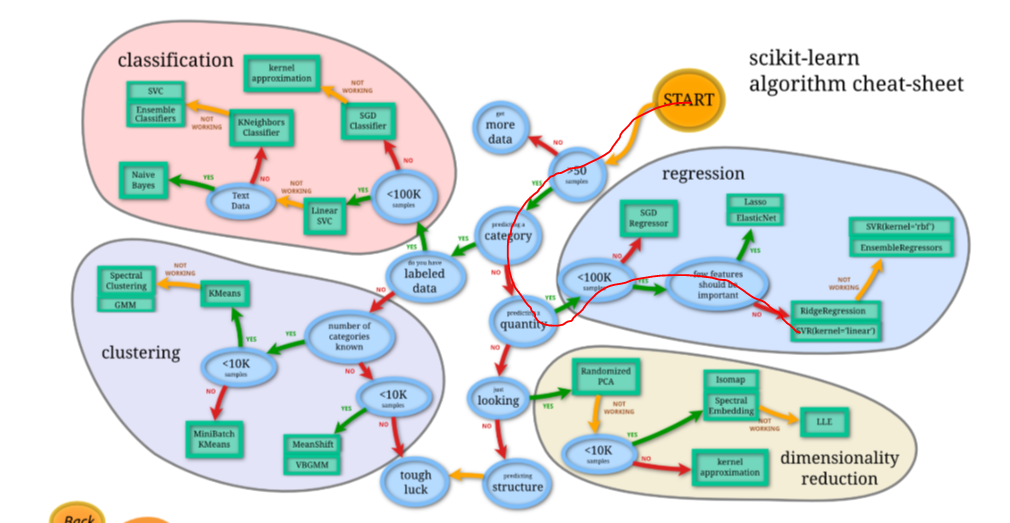 scikit-learn
algorithm cheat-sheet
classification
kernel
approximation
NOT
WORKING
SVC
Ensemble
Classifiers
NOT
WORKING
KNeighbors
Classifier
SGD
Classifier
NO
NO
Naive
Bayes
YES
Text
Data
NOT
WORKING
Linear
SVC
YES
<100K
samples
YES
START
get
more
data
NO
>50
samples
YES
predicting a
category
YES
do you have
labeled
data
NO
NO
predicting a
quantity
YES
NO
regression
SGD
Regressor
NO
<100K
samples
YES
Lasso
ElasticNet
YES
few features
should be
important
NO
SVR(kernel='rbf')
EnsembleRegressors
NOT
WORKING
RidgeRegression
SVR(kernel='linear')
clustering
Spectral
Clustering
GMM
NOT
WORKING
KMeans
YES
<10K
samples
NO
MiniBatch
KMeans
YES
number of
categories
known
NO
<10K
samples
YES
NO
MeanShift
VBGMM
tough
luck
just
looking
YES
NO
predicting
structure
Randomized
PCA
NOT
WORKING
<10K
samples
YES
NO
Isomap
Spectral
Embedding
NOT
WORKING
LLE
kernel
approximation
dimensionality
reduction
Back